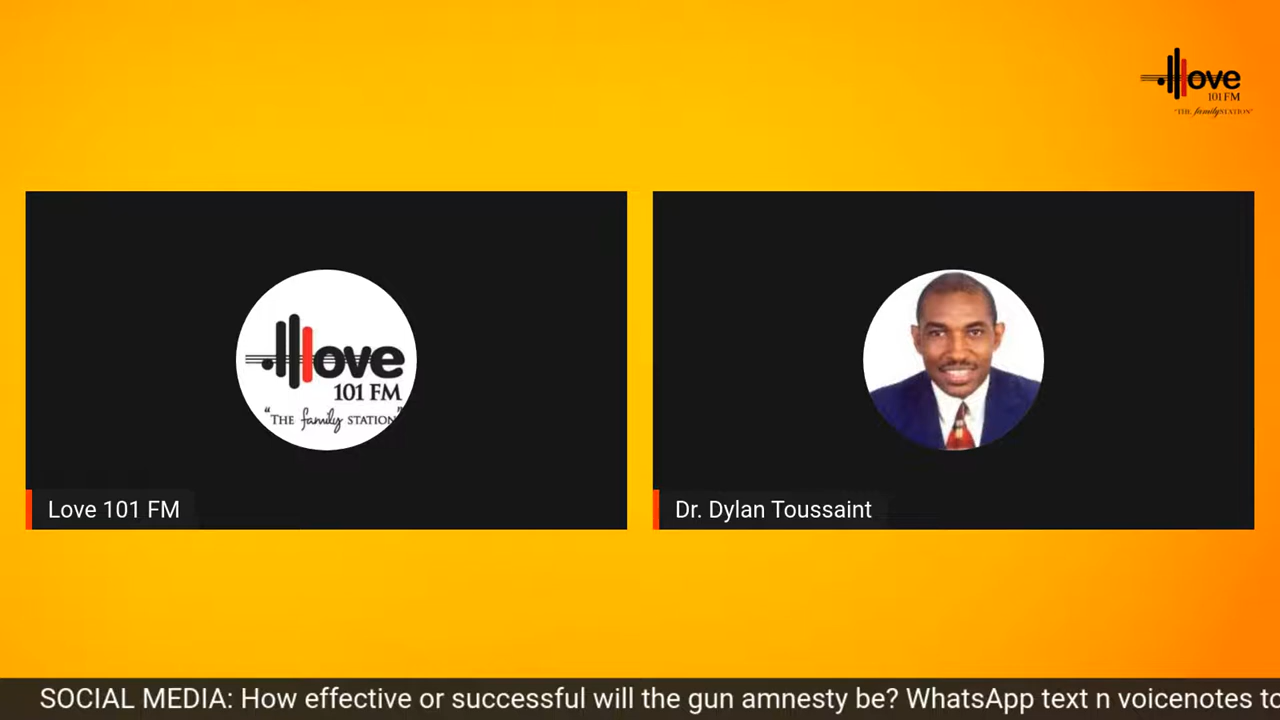 love
101 FM
"THE family STATION"
love
101 FM
"THE family STATION"
Love 101 FM
Dr. Dylan Toussaint
SOCIAL MEDIA: How effective or successful will the gun amnesty be? WhatsApp text n voicenotes to